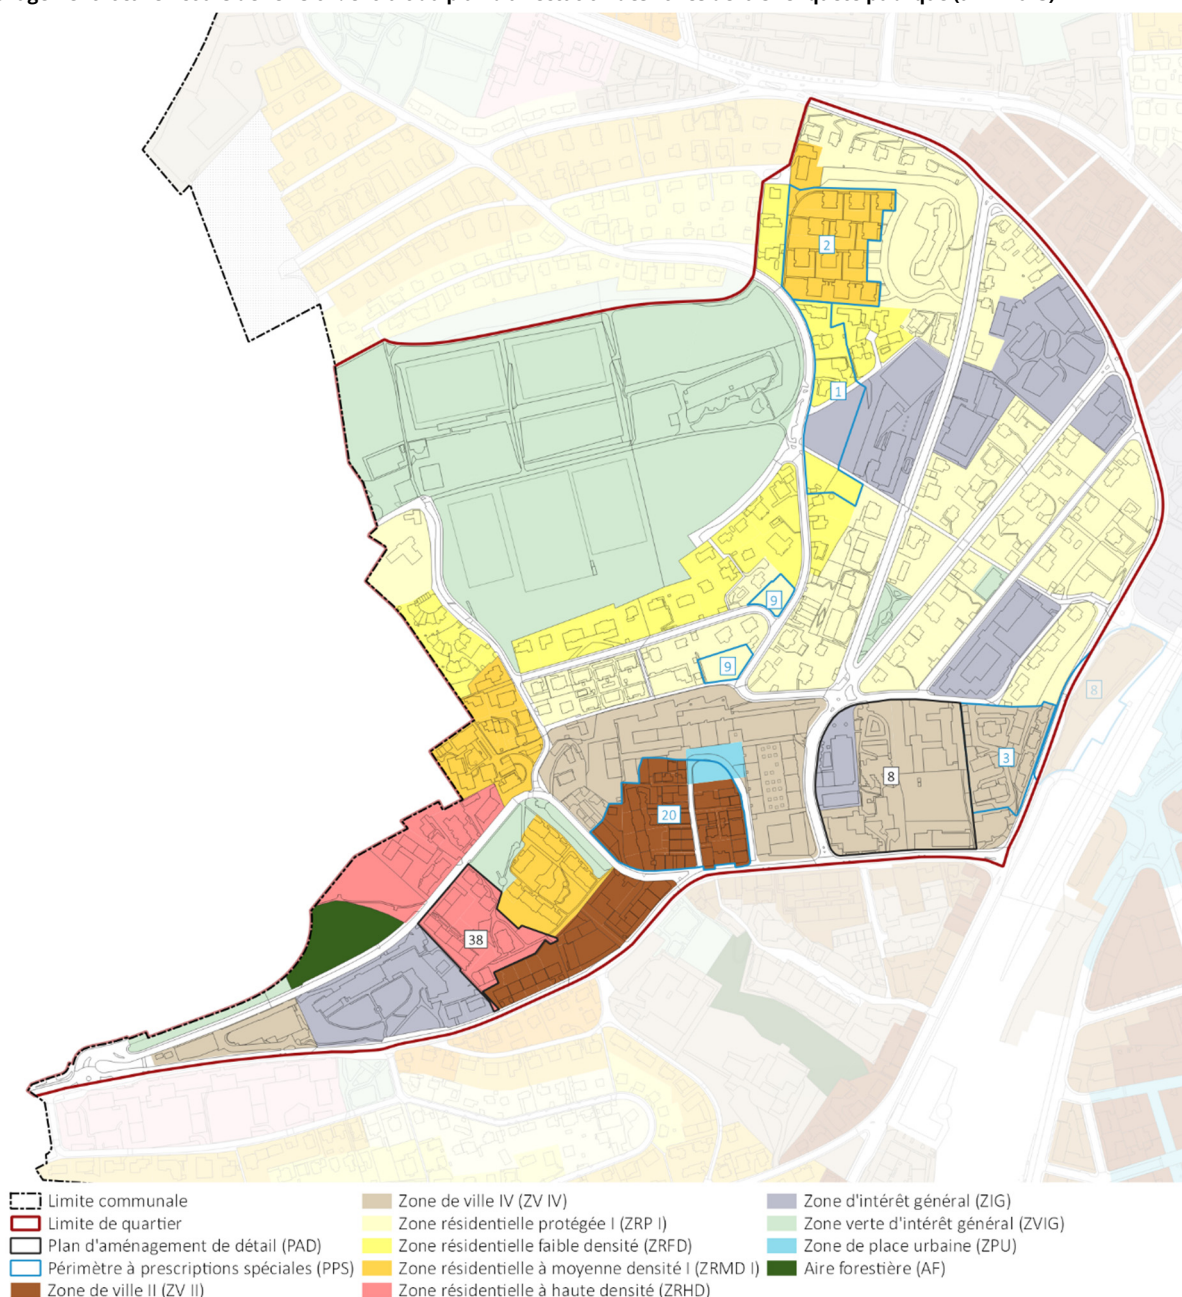 2
1
9
9
8
8
3
20
38
Limite communale
Limite de quartier
Plan d'aménagement de détail (PAD)
Périmètre à prescriptions spéciales (PPS)
Zone de ville II (ZV II)
Zone de ville IV (ZV IV)
Zone résidentielle protégée I (ZRP I)
Zone résidentielle faible densité (ZRFD)
Zone résidentielle à moyenne densité I (ZRMD I)
Zone résidentielle à haute densité (ZRHD)
Zone d'intérêt général (ZIG)
Zone verte d'intérêt général (ZVIG)
Zone de place urbaine (ZPU)
Aire forestière (AF)